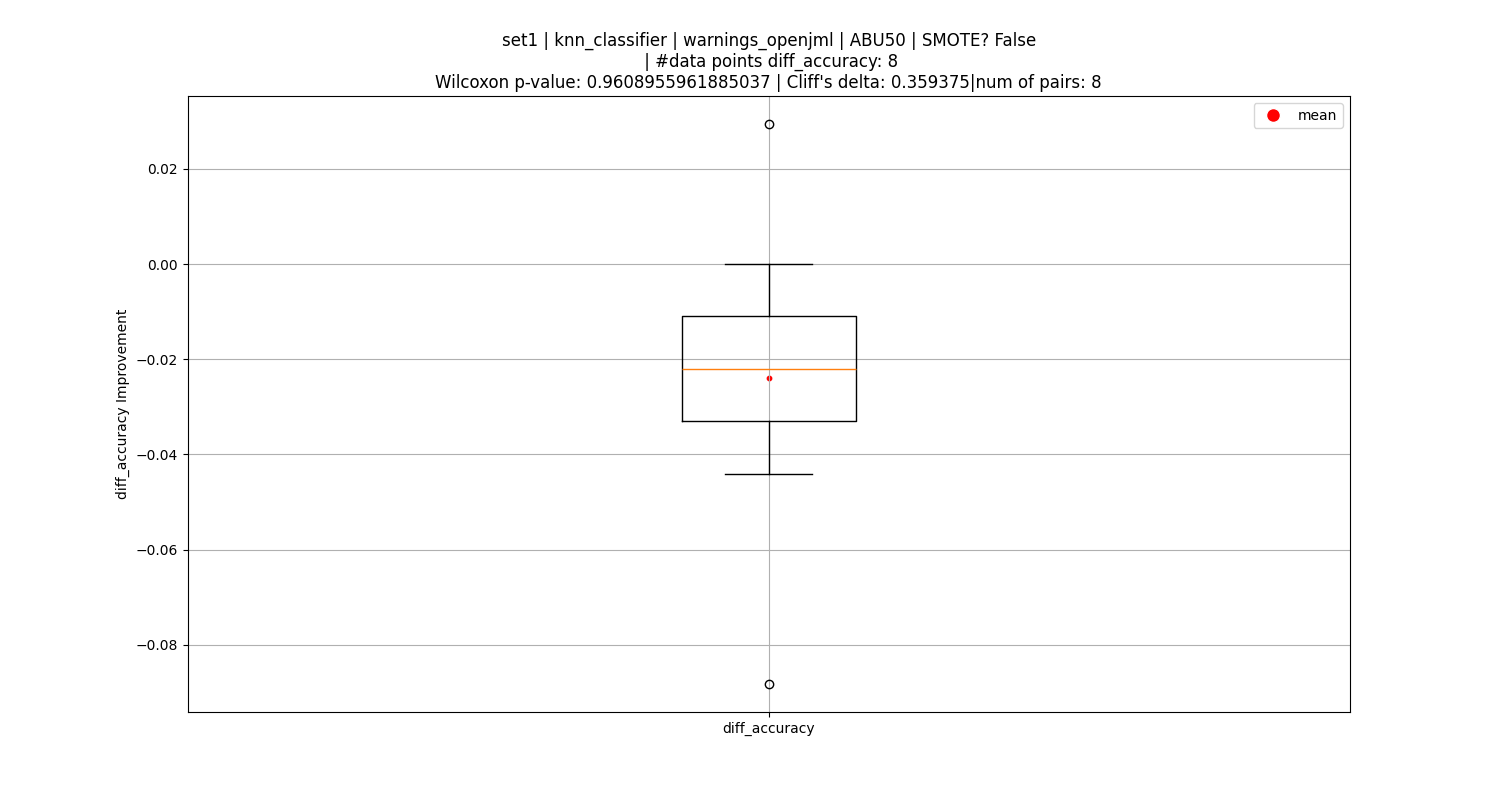 set1 | knn_classifier | warnings_openjml | ABU50 | SMOTE? False
| #data points diff_accuracy: 8
Wilcoxon p-value: 0.9608955961885037 | Cliff's delta: 0.359375|num of pairs: 8
mean
0.02
0.00
−0.02
−0.04
−0.06
−0.08
diff_accuracy Improvement
diff_accuracy